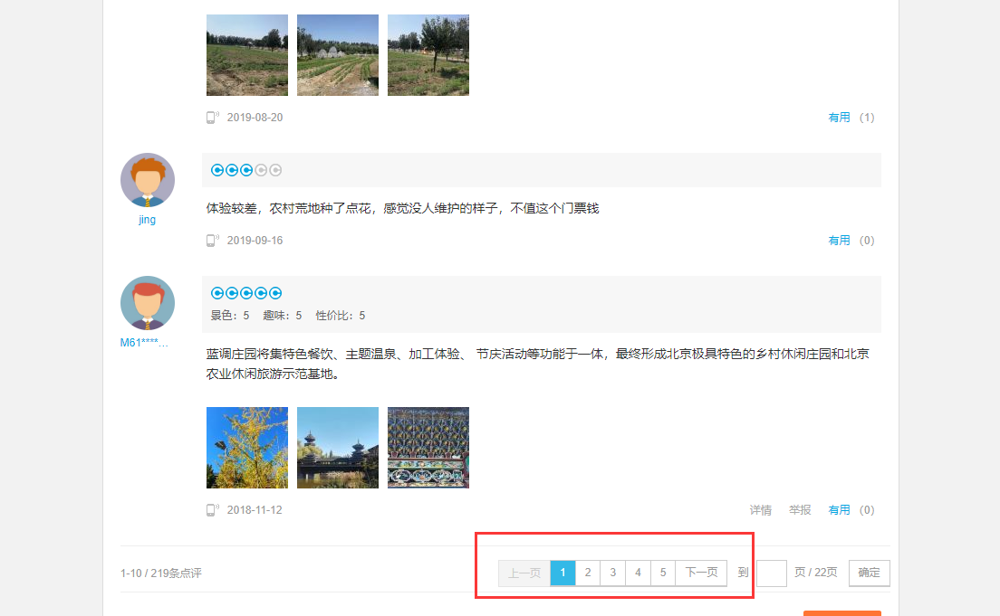 2019-08-20
有用 (1)
jing
体验较差，农村荒地种了点花，感觉没人维护的样子，不值这个门票钱
2019-09-16
有用 (0)
M61****...
景色：5 趣味：5 性价比：5
蓝调庄园将集特色餐饮、主题温泉、加工体验、 节庆活动等功能于一体，最终形成北京极具特色的乡村休闲庄园和北京
农业休闲旅游示范基地。
2018-11-12
详情 举报 有用 (0)
1-10 / 219条点评
上一页 1 2 3 4 5 下一页 到 页 / 22页 确定